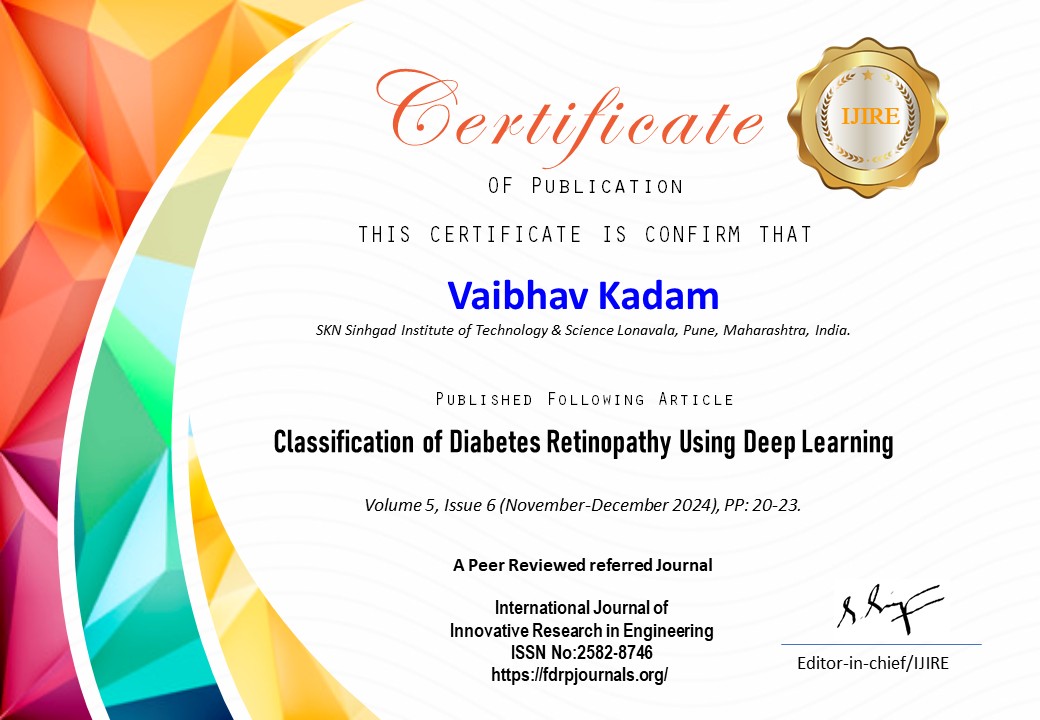 Certificate
IJIRE
OF PUBLICATION
THIS CERTIFICATE IS CONFIRM THAT
Vaibhav Kadam
SKN Sinhgad Institute of Technology & Science Lonavala, Pune, Maharashtra, India.
PUBLISHED FOLLOWING ARTICLE
Classification of Diabetes Retinopathy Using Deep Learning
Volume 5, Issue 6 (November-December 2024), PP: 20-23.
A Peer Reviewed referred Journal
International Journal of
Innovative Research in Engineering
ISSN No:2582-8746
https://fdrpjournals.org/
Editor-in-chief/IJIRE